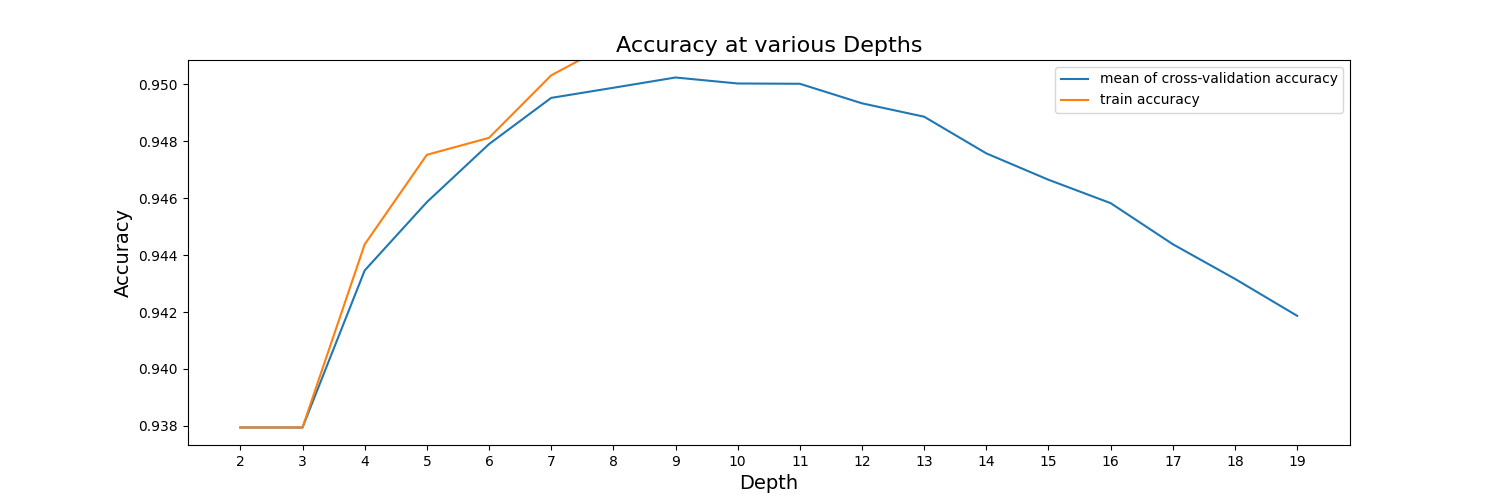 Accuracy at various Depths
mean of cross-validation accuracy
train accuracy
Accuracy
0.950
0.948
0.946
0.944
0.942
0.940
0.938
2 3 4 5 6 7 8 9 10 11 12 13 14 15 16 17 18 19
Depth